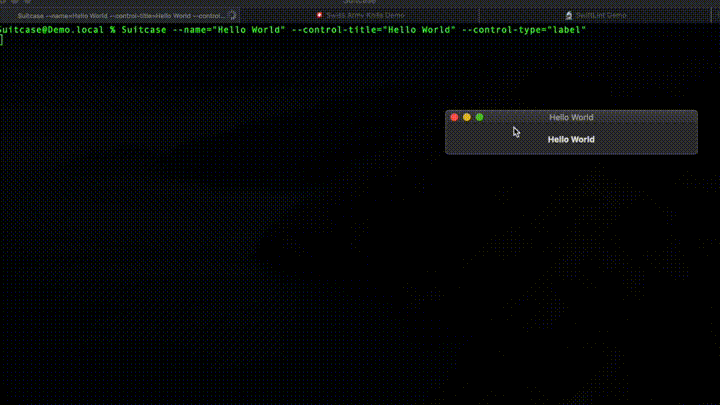 Suitcase
Suitcase --name=Hello World --control-title=Hello World --control... Swiss Army Knife Demo SwiftLint Demo
Suitcase@Demo.local % Suitcase --name="Hello World" --control-title="Hello World" --control-type="label"
Hello World
Hello World